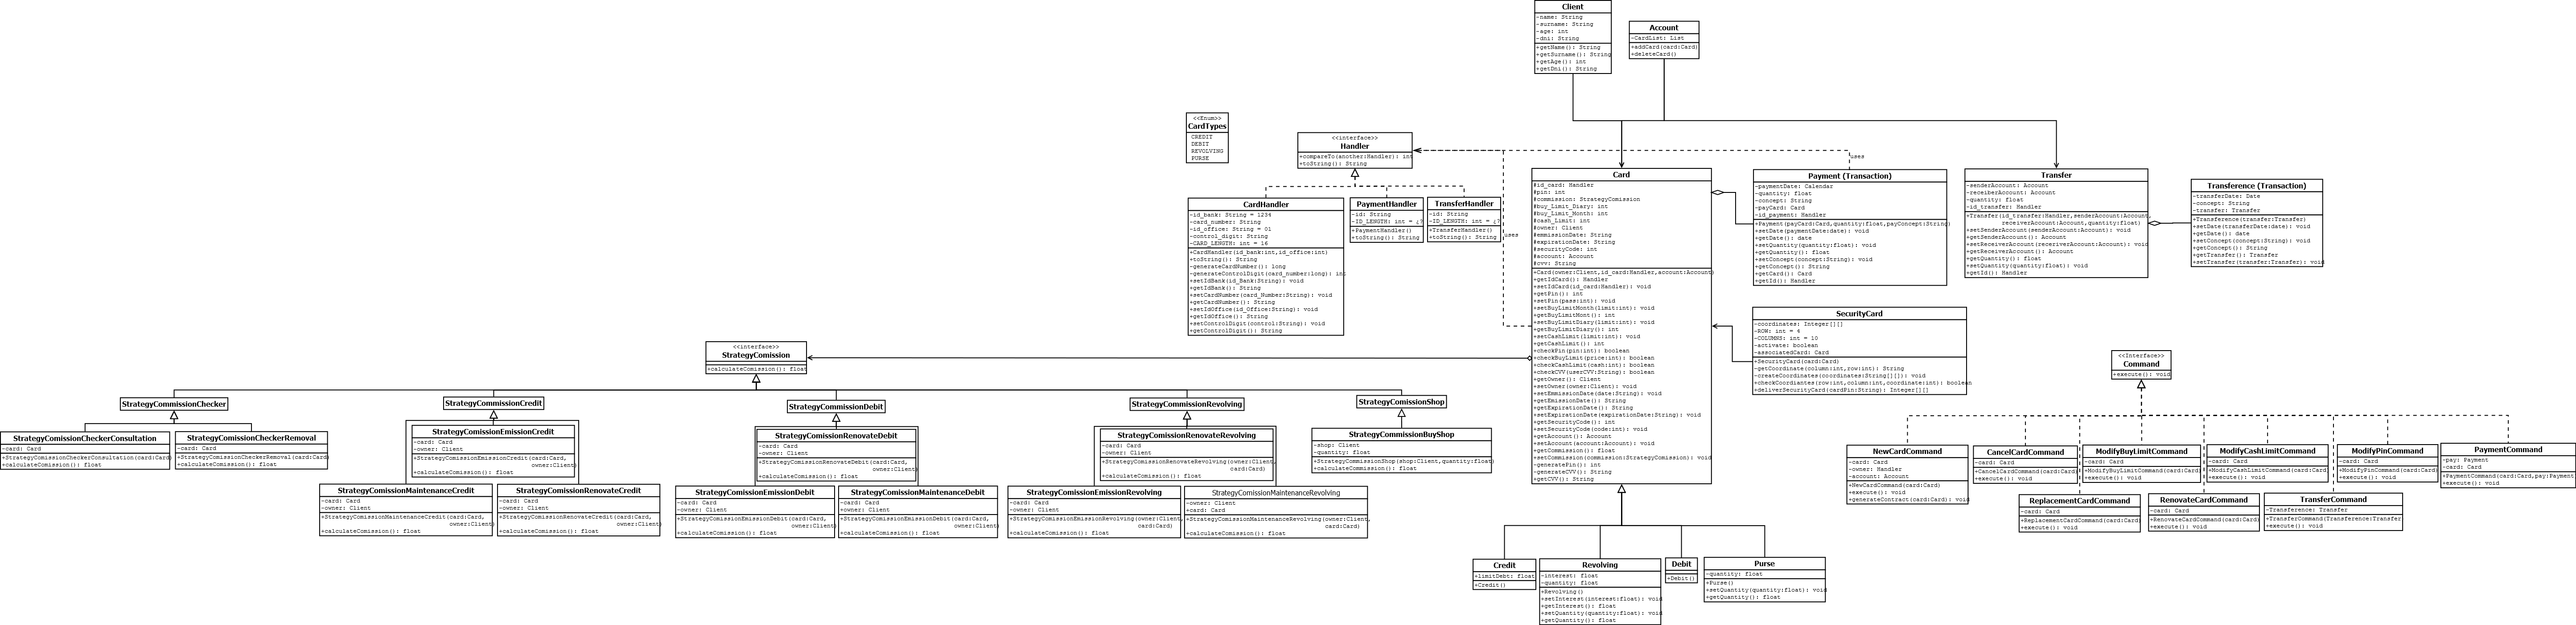 Client
-name: String
-surname: String
-age: int
-dni: String
+getName(): String
+getSurname(): String
+getAge(): int
+getDni(): String
Account
-CardList: List
+addCard(card:Card)
+deleteCard()
<<Enum>>
CardTypes
CREDIT
DEBIT
REVOLVING
PURSE
<<interface>>
Handler
+compareTo(another:Handler): int
+toString(): String
uses
uses
CardHandler
-id_bank: String = 1234
-card_number: String
-id_office: String = 01
-control_digit: String
-CARD_LENGTH: int = 16
+CardHandler(id_bank:int,id_office:int)
+toString(): String
-generateCardNumber(): long
-generateControlDigit(card_number:long): int
+setIdBank(id_Bank:String): void
+getIdBank(): String
+setCardNumber(card_Number:String): void
+getCardNumber(): String
+setIdOffice(id_Office:String): void
+getIdOffice(): String
+setControlDigit(control:String): void
+getControlDigit(): String
PaymentHandler
-id: String
-ID_LENGTH: int = ¿?
+PaymentHandler()
+toString(): String
TransferHandler
-id: String
-ID_LENGTH: int = ¿?
+TransferHandler()
+toString(): String
Card
#id_card: Handler
#pin: int
#commission: StrategyComission
#buy_Limit_Diary: int
#buy_Limit_Month: int
#cash_Limit: int
#owner: Client
#emmissionDate: String
#expirationDate: String
#securityCode: int
#account: Account
#cvv: String
+Card(owner:Client,id_card:Handler,account:Account)
+getIdCard(): Handler
+setIdCard(id_card:Handler): void
+getPin(): int
+setPin(pass:int): void
+setBuyLimitMonth(limit:int): void
+getBuyLimitMont(): int
+setBuyLimitDiary(limit:int): void
+getBuyLimitDiary(): int
+setCashLimit(limit:int): void
+getCashLimit(): int
+checkPin(pin:int): boolean
+checkBuyLimit(price:int): boolean
+checkCashLimit(cash:int): boolean
+checkCVV(userCVV:String): boolean
+getOwner(): Client
+setOwner(owner:Client): void
+setEmmissionDate(date:String): void
+getEmissionDate(): String
+getExpirationDate(): String
+setExpirationDate(expirationDate:String): void
+getSecurityCode(): int
+setSecurityCode(code:int): void
+getAccount(): Account
+setAccount(account:Account): void
+getCommission(): float
+setCommission(commission:StrategyComission): void
-generatePin(): int
-generateCVV(): String
+getCVV(): String
Payment (Transaction)
-paymentDate: Calendar
-quantity: float
-concept: String
-payCard: Card
-id_payment: Handler
+Payment(payCard:Card,quantity:float,payConcept:String)
+setDate(paymentDate:date): void
+getDate(): date
+setQuantity(quantity:float): void
+getQuantity(): float
+setConcept(concept:String): void
+getConcept(): String
+getCard(): Card
+getId(): Handler
Transfer
-senderAccount: Account
-receiberAccount: Account
-quantity: float
-id_transfer: Handler
+Transfer(id_transfer:Handler,senderAccount:Account,
receiverAccount:Account,quantity:float)
+setSenderAccount(senderAccount:Account): void
+getSenderAccount(): Account
+setReceiverAccount(receiverAccount:Account): void
+getReceiverAccount(): Account
+getQuantity(): float
+setQuantity(quantity:float): void
+getId(): Handler
Transference (Transaction)
-transferDate: Date
-concept: String
-transfer: Transfer
+Transference(transfer:Transfer)
+setDate(transferDate:date): void
+getDate(): date
+setConcept(concept:String): void
+getConcept(): String
+getTransfer(): Transfer
+setTransfer(transfer:Transfer): void
SecurityCard
-coordinates: Integer[][]
-ROW: int = 4
-COLUMNS: int = 10
-activate: boolean
-associatedCard: Card
+SecurityCard(card:Card)
-getCoordinate(column:int,row:int): String
-createCoordinates(coordinates:String[][]): void
+checkCoordiantes(row:int,column:int,coordinate:int): boolean
+deliverSecurityCard(cardPin:String): Integer[][]
<<interface>>
StrategyComission
+calculateComission(): float
<<Interface>>
Command
+execute(): void
StrategyCommissionChecker
StrategyCommissionCredit
StrategyCommissionDebit
StrategyCommissionRevolving
StrategyComissionShop
StrategyComissionCheckerConsultation
-card: Card
+StrategyComissionCheckerConsultation(card:Card)
+calculateComission(): float
StrategyComissionCheckerRemoval
-card: Card
+StrategyComissionCheckerRemoval(card:Card)
+calculateComission(): float
StrategyComissionEmissionCredit
-card: Card
-owner: Client
+StrategyComissionEmissionCredit(card:Card,
owner:Client)
+calculateComission(): float
StrategyComissionMaintenanceCredit
-card: Card
-owner: Client
+StrategyComissionMaintenanceCredit(card:Card,
owner:Client)
+calculateComission(): float
StrategyComissionRenovateCredit
-card: Card
-owner: Client
+StrategyComissionRenovateCredit(card:Card,
owner:Client)
+calculateComission(): float
StrategyComissionRenovateDebit
-card: Card
-owner: Client
+StrategyComissionRenovateDebit(card:Card,
owner:Client)
+calculateComission(): float
StrategyComissionEmissionDebit
-card: Card
-owner: Client
+StrategyComissionEmissionDebit(card:Card,
owner:Client)
+calculateComission(): float
StrategyComissionMaintenanceDebit
-card: Card
+owner: Client
+StrategyComissionEmissionDebit(card:Card,
owner:Client)
+calculateComission(): float
StrategyComissionRenovateRevolving
-card: Card
-owner: Client
+StrategyComissionRenovateRevolving(owner:Client,
card:Card)
+calculateComission(): float
StrategyComissionEmissionRevolving
-card: Card
-owner: Client
+StrategyComissionEmissionRevolving(owner:Client,
card:Card)
+calculateComission(): float
StrategyComissionMaintenanceRevolving
-owner: Client
+card: Card
+StrategyComissionMaintenanceRevolving(owner:Client,
card:Card)
+calculateComission(): float
StrategyCommissionBuyShop
-shop: Client
-quantity: float
+StrategyComissionShop(shop:Client,quantity:float)
+calculateComission(): float
NewCardCommand
-card: Card
-owner: Handler
-account: Account
+NewCardCommand(card:Card)
+execute(): void
+generateContract(card:Card): void
CancelCardCommand
-card: Card
+CancelCardCommand(card:Card)
+execute(): void
ModifyBuyLimitCommand
-card: Card
+ModifyBuyLimitCommand(card:Card)
+execute(): void
ModifyCashLimitCommand
-card: Card
+ModifyCashLimitCommand(card:Card)
+execute(): void
ModifyPinCommand
-card: Card
+ModifyPinCommand(card:Card)
+execute(): void
PaymentCommand
-pay: Payment
-card: Card
+PaymentCommand(card:Card,pay:Payment)
+execute(): void
ReplacementCardCommand
-card: Card
+ReplacementCardCommand(card:Card)
+execute(): void
RenovateCardCommand
-card: Card
+RenovateCardCommand(card:Card)
+execute(): void
TransferCommand
-Transference: Transfer
+TransferCommand(Transference:Transfer)
+execute(): void
Credit
+limitDebt: float
+Credit()
Revolving
-interest: float
-quantity: float
+Revolving()
+setInterest(interest:float): void
+getInterest(): float
+setQuantity(quantity:float): void
+getQuantity(): float
Debit
+Debit()
Purse
-quantity: float
+Purse()
+setQuantity(quantity:float): void
+getQuantity(): float